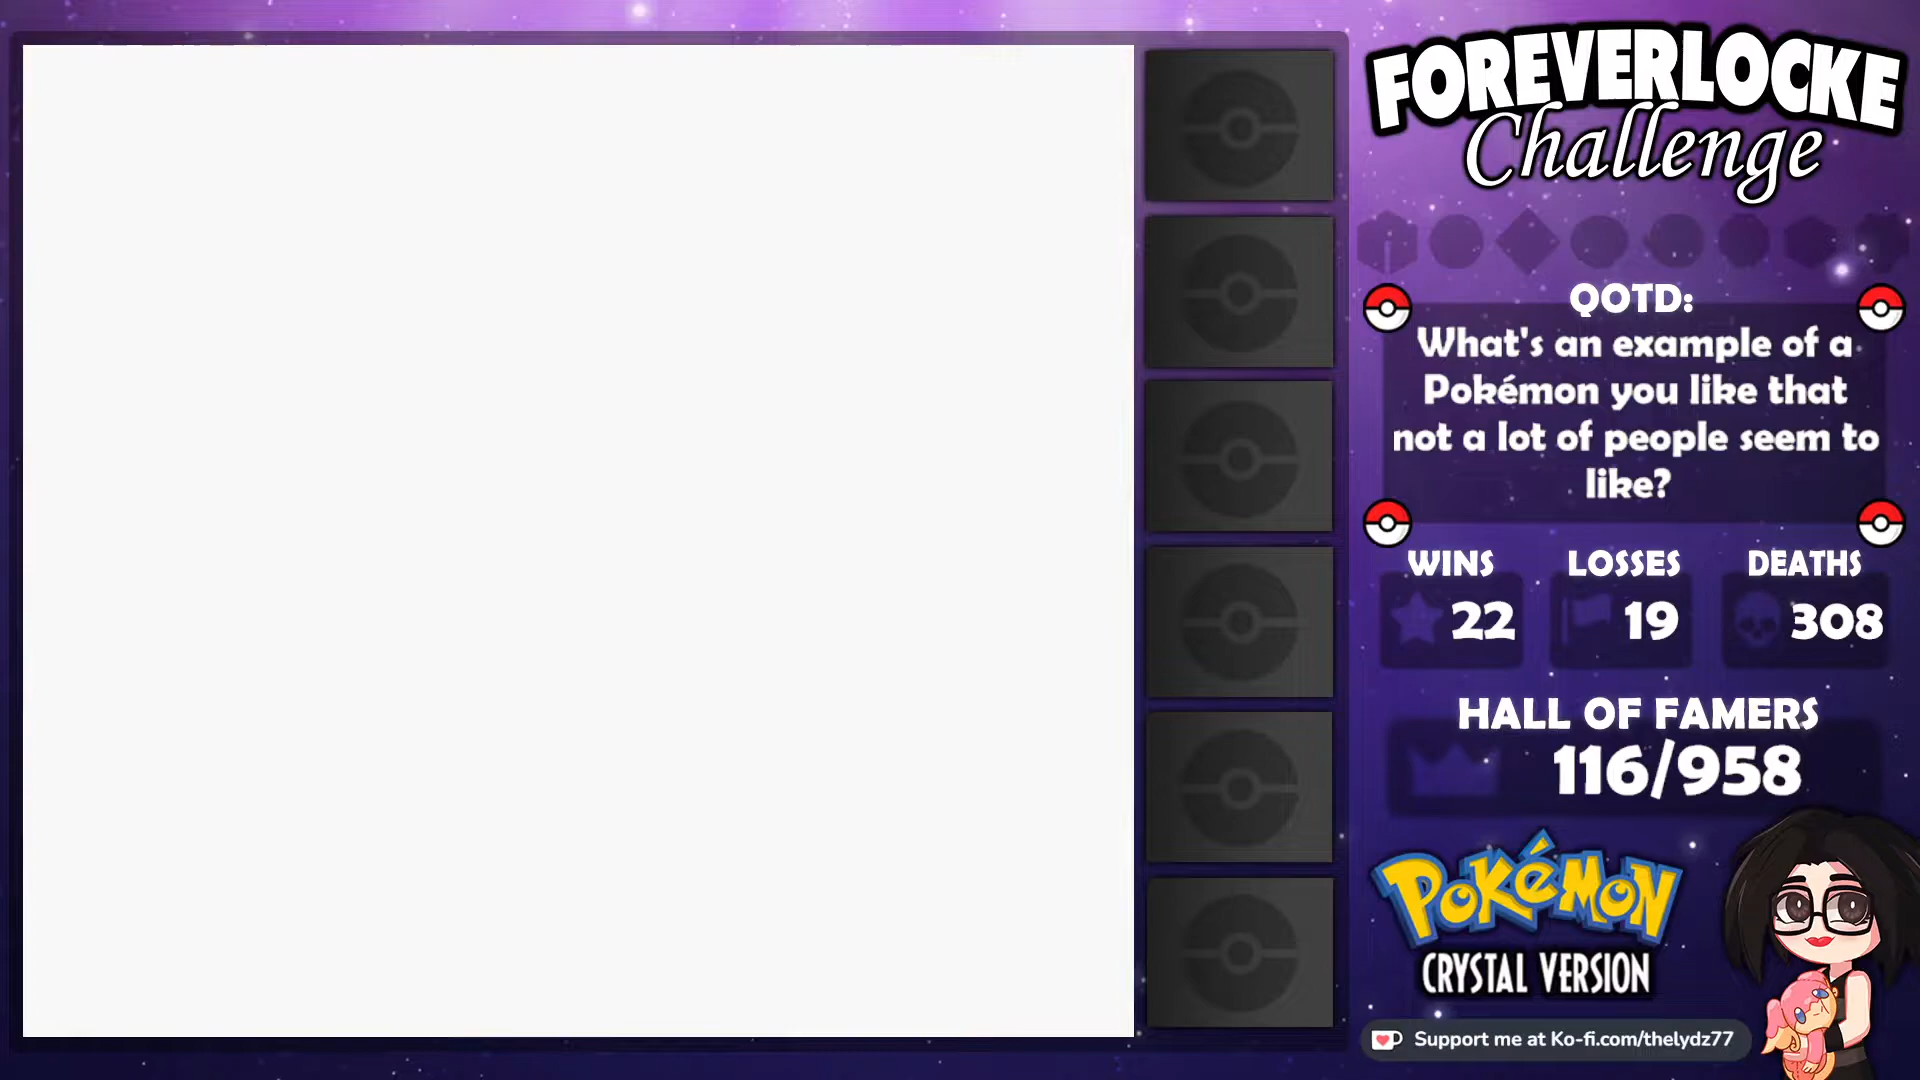 FOREVERLOCKE
Challenge
QOTD:
What's an example of a
Pokémon you like that
not a lot of people seem to
like?
WINS
LOSSES
DEATHS
22
19
308
HALL OF FAMERS
116/958
POKéMON
CRYSTAL VERSION
Support me at Ko-fi.com/thelydz77